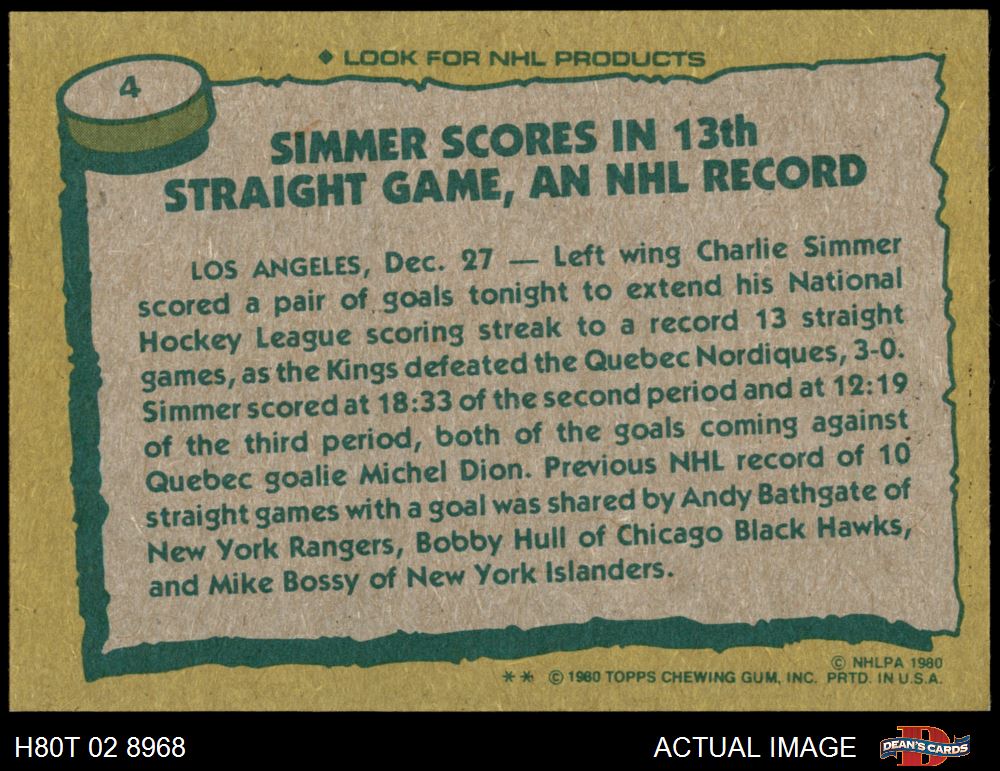 4
◆ LOOK FOR NHL PRODUCTS
SIMMER SCORES IN 13th
STRAIGHT GAME, AN NHL RECORD
LOS ANGELES, Dec. 27 — Left wing Charlie Simmer
scored a pair of goals tonight to extend his National
Hockey League scoring streak to a record 13 straight
games, as the Kings defeated the Quebec Nordiques, 3-0.
Simmer scored at 18:33 of the second period and at 12:19
of the third period, both of the goals coming against
Quebec goalie Michel Dion. Previous NHL record of 10
straight games with a goal was shared by Andy Bathgate of
New York Rangers, Bobby Hull of Chicago Black Hawks,
and Mike Bossy of New York Islanders.
© NHLPA 1980
** © 1980 TOPPS CHEWING GUM, INC. PRTD. IN U.S.A.
H80T 02 8968
ACTUAL IMAGE
D
DEAN'S CARDS